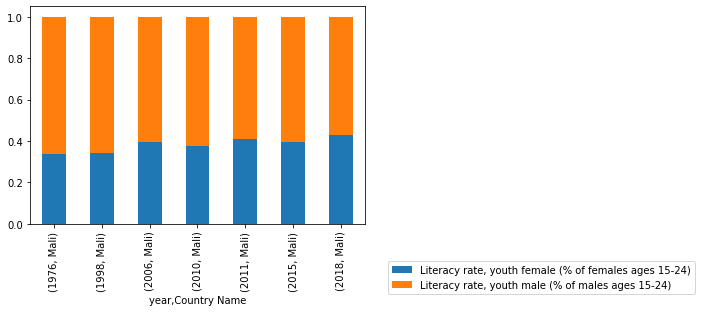 1.0
0.8
0.6
0.4
0.2
0.0
(1976, Mali)
(1998, Mali)
(2006, Mali)
(2010, Mali)
(2011, Mali)
(2015, Mali)
(2018, Mali)
year,Country Name
Literacy rate, youth female (% of females ages 15-24)
Literacy rate, youth male (% of males ages 15-24)